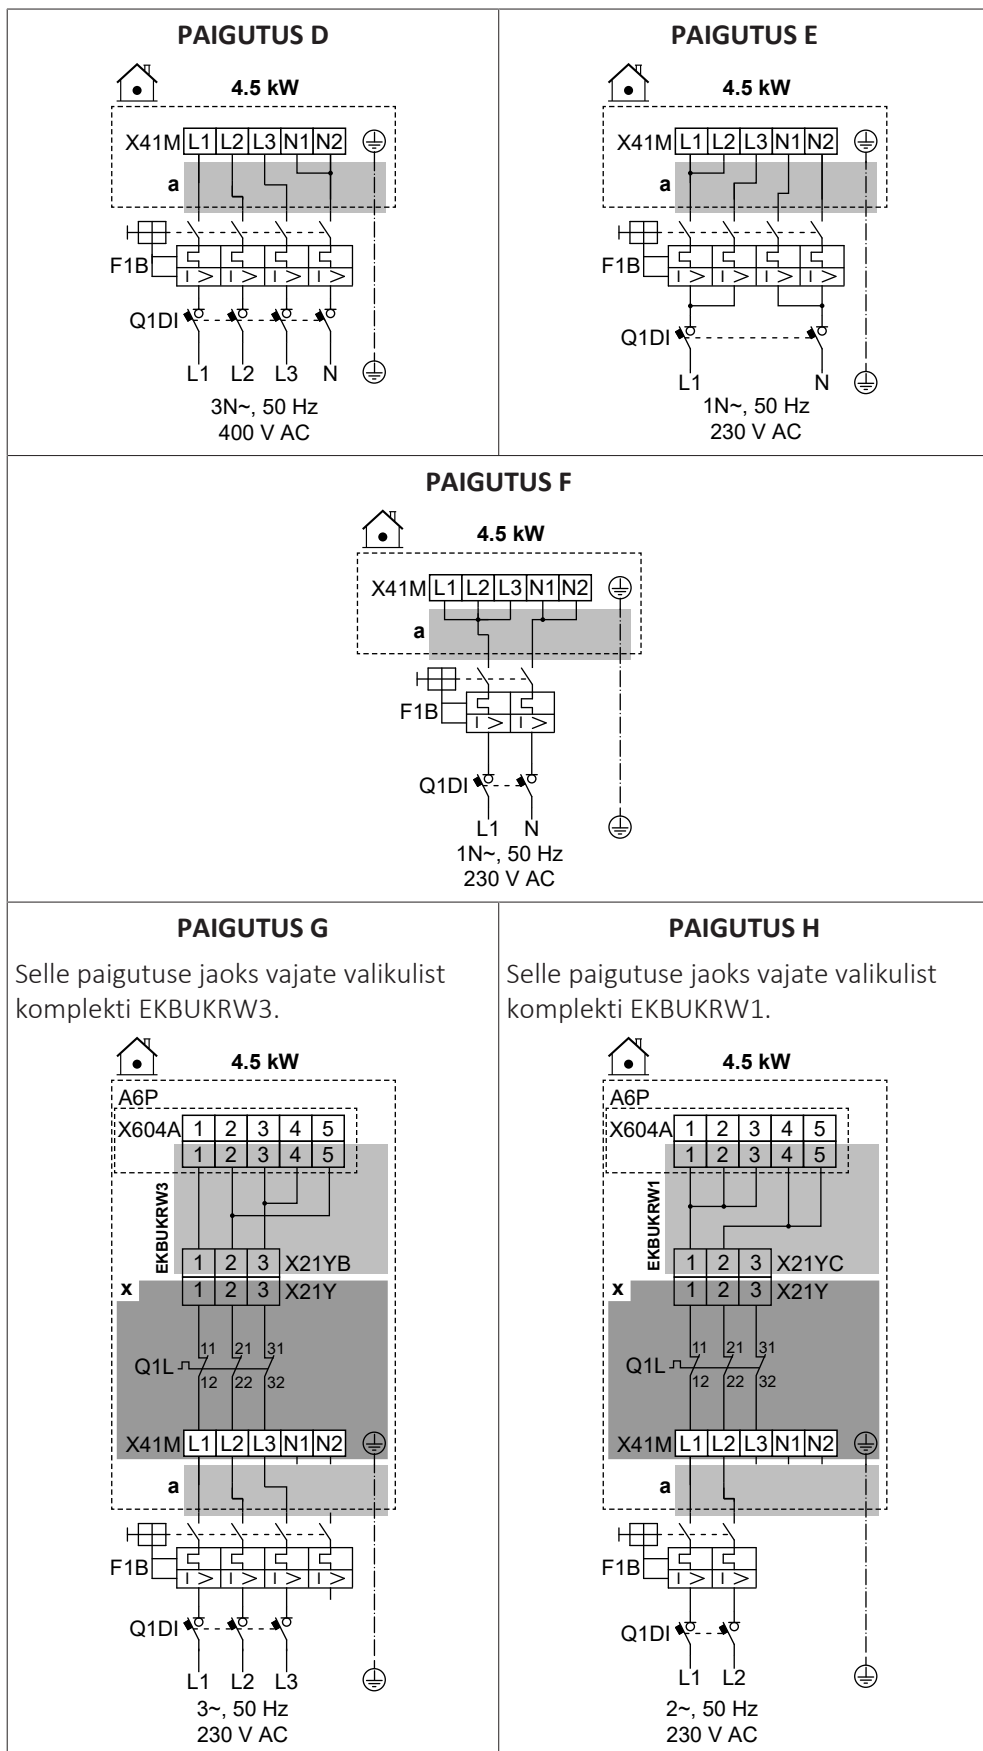 PAIGUTUS D
4.5 kW
X41M L1 L2 L3 N1 N2
a
F1B
I > I > I > I >
Q1DI
L1 L2 L3 N
3N~, 50 Hz
400 V AC
PAIGUTUS E
4.5 kW
X41M L1 L2 L3 N1 N2
a
F1B
I > I > I > I >
Q1DI
L1 N
1N~, 50 Hz
230 V AC
PAIGUTUS F
4.5 kW
X41M L1 L2 L3 N1 N2
a
F1B
I > I >
Q1DI
L1 N
1N~, 50 Hz
230 V AC
PAIGUTUS G
Selle paigutuse jaoks vajate valikulist
komplekti EKBUKRW3.
4.5 kW
A6P
X604A 1 2 3 4 5
1 2 3 4 5
EKBUKRW3
1 2 3 X21YB
x
1 2 3 X21Y
11 21 31
Q1L
12 22 32
X41M L1 L2 L3 N1 N2
a
F1B
I > I > I > I >
Q1DI
L1 L2 L3
3~, 50 Hz
230 V AC
PAIGUTUS H
Selle paigutuse jaoks vajate valikulist
komplekti EKBUKRW1.
4.5 kW
A6P
X604A 1 2 3 4 5
1 2 3 4 5
EKBUKRW1
1 2 3 X21YC
x
1 2 3 X21Y
11 21 31
Q1L
12 22 32
X41M L1 L2 L3 N1 N2
a
F1B
I > I >
Q1DI
L1 L2
2~, 50 Hz
230 V AC